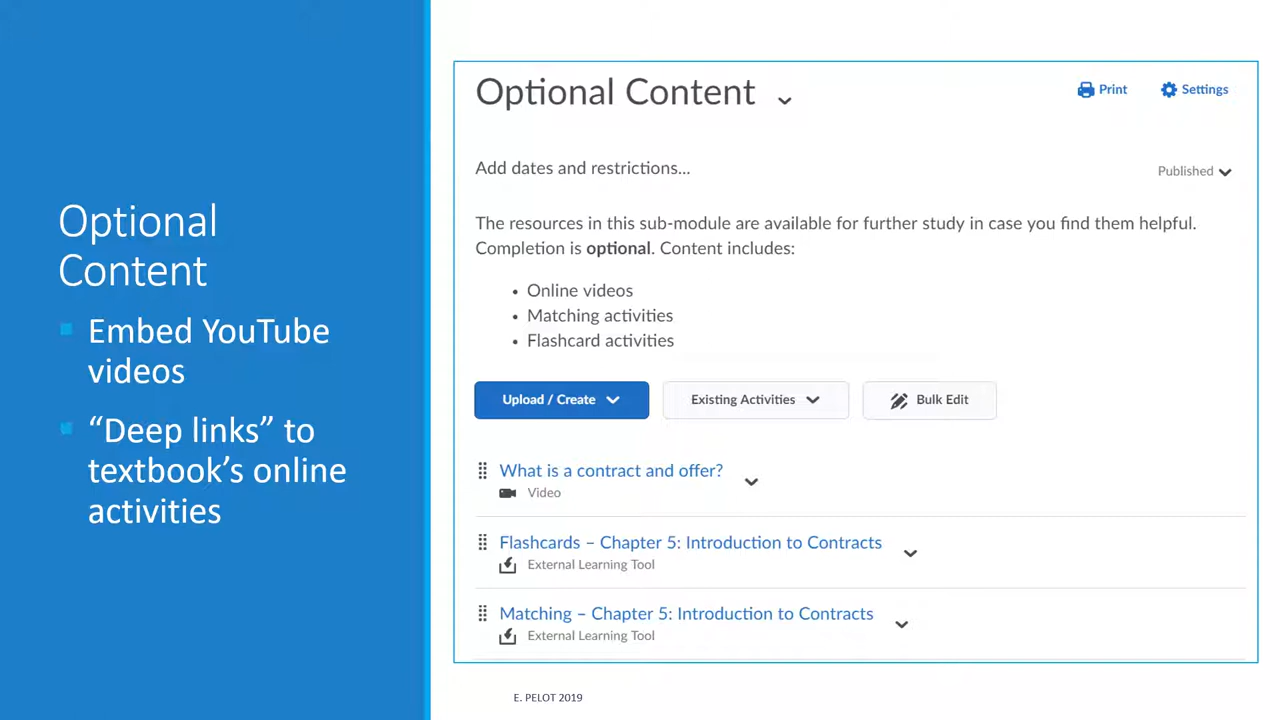 Optional
Content
Embed YouTube
videos
“Deep links” to
textbook’s online
activities
Optional Content
Print
Settings
Add dates and restrictions...
Published
The resources in this sub-module are available for further study in case you find them helpful.
Completion is optional. Content includes:
• Online videos
• Matching activities
• Flashcard activities
Upload / Create
Existing Activities
Bulk Edit
What is a contract and offer?
Video
Flashcards – Chapter 5: Introduction to Contracts
External Learning Tool
Matching – Chapter 5: Introduction to Contracts
External Learning Tool
E. PELOT 2019